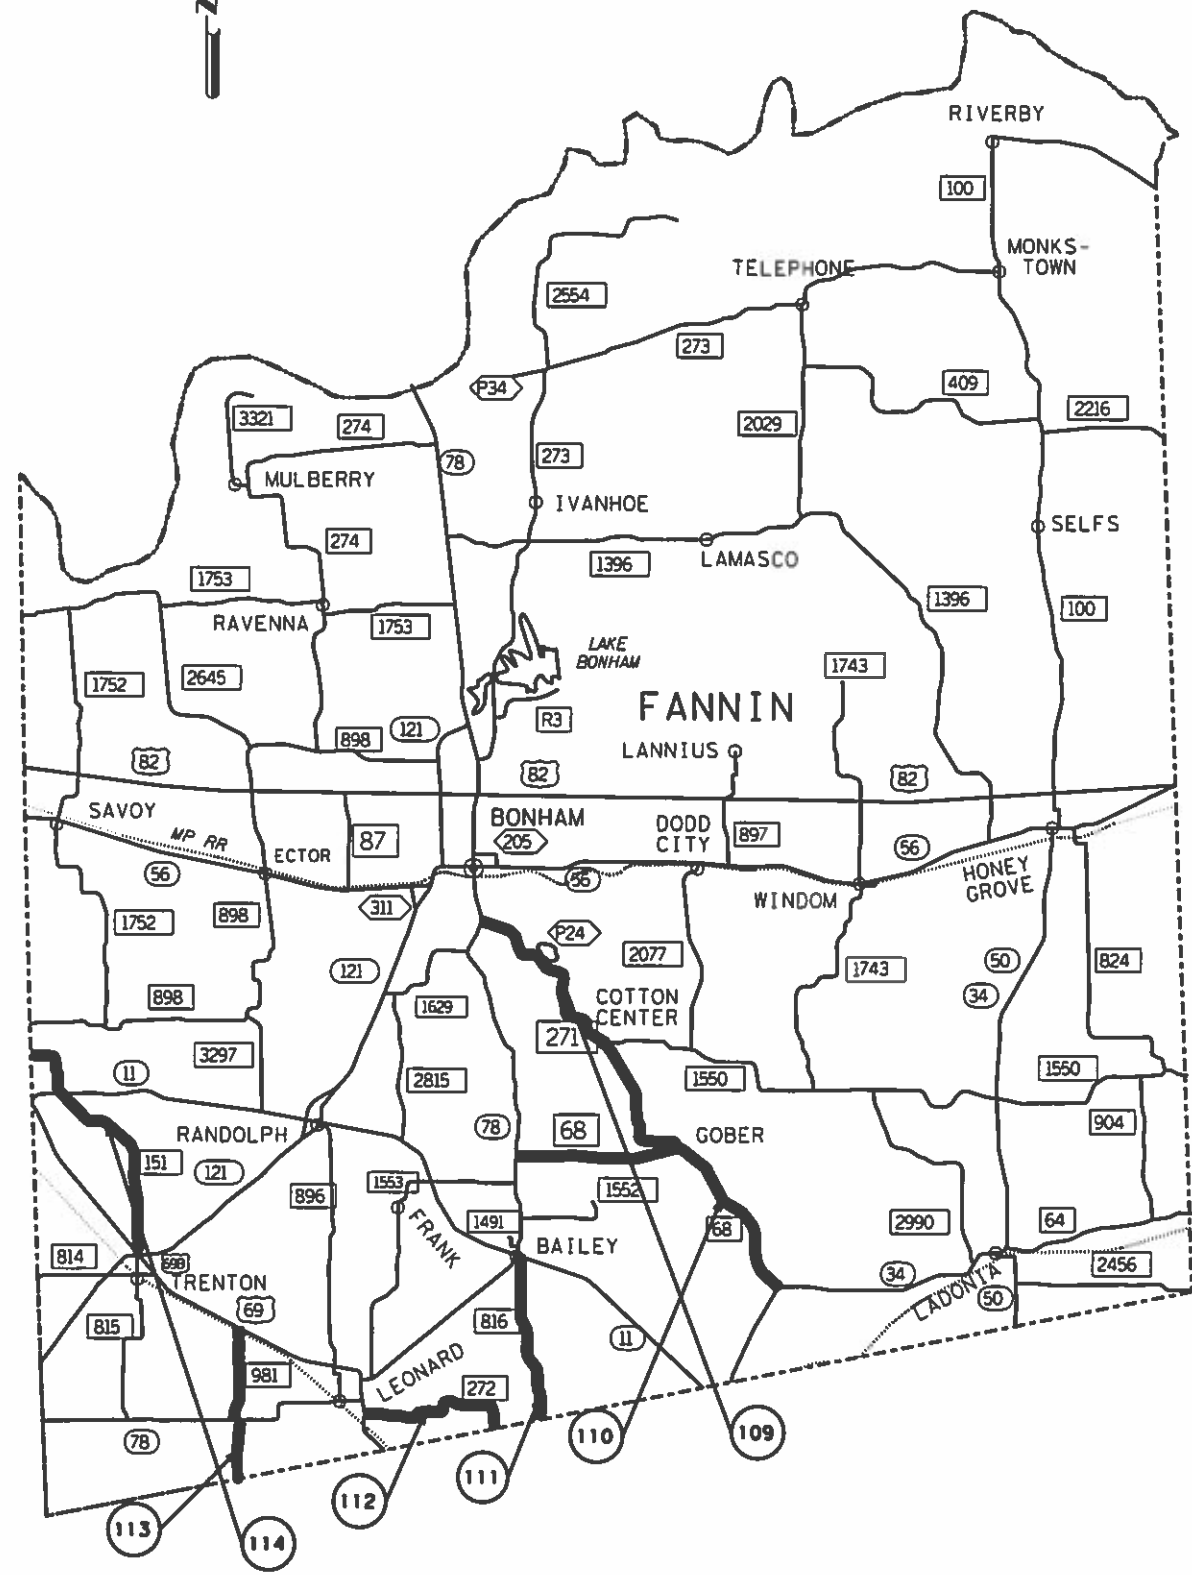 N
RIVERBY
100
MONKS-
TOWN
TELEPHONE
2554
273
P34
409
3321
274
2029
2216
78
273
MULBERRY
IVANHOE
SELFS
274
LAMASCO
1396
1753
1396
100
RAVENNA
1753
LAKE
BONHAM
1743
1752
2645
FANNIN
R3
121
898
LANNIUS
82
82
82
SAVOY
BONHAM
DODD
CITY
897
MP RR
87
205
ECTOR
56
56
56
HONEY
GROVE
WINDOM
311
1752
898
P24
2077
121
1743
50
824
898
1629
COTTON
CENTER
34
271
3297
11
2815
1550
1550
RANDOLPH
78
68
GOBER
904
151
121
896
1553
1552
1491
68
2990
64
FRANK
BAILEY
814
698
TRENTON
34
2456
LADONIA
50
69
815
816
11
981
LEONARD
272
78
110
109
111
112
113
114